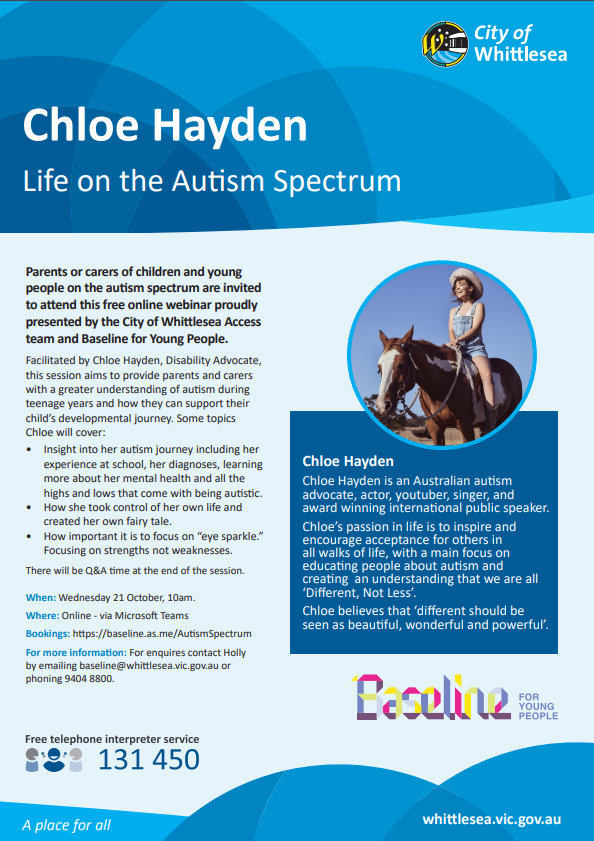 City of
Whittlesea
Chloe Hayden
Life on the Autism Spectrum
Parents or carers of children and young
people on the autism spectrum are invited
to attend this free online webinar proudly
presented by the City of Whittlesea Access
team and Baseline for Young People.
Facilitated by Chloe Hayden, Disability Advocate,
this session aims to provide parents and carers
with a greater understanding of autism during
teenage years and how they can support their
child's developmental journey. Some topics
Chloe will cover:
• Insight into her autism journey including her
experience at school, her diagnoses, learning
more about her mental health and all the
highs and lows that come with being autistic.
• How she took control of her own life and
created her own fairy tale.
• How important it is to focus on “eye sparkle.”
Focusing on strengths not weaknesses.
There will be Q&A time at the end of the session.
When: Wednesday 21 October, 10am.
Where: Online - via Microsoft Teams
Bookings: https://baseline.as.me/AutismSpectrum
For more information: For enquires contact Holly
by emailing baseline@whittlesea.vic.gov.au or
phoning 9404 8800.
Chloe Hayden
Chloe Hayden is an Australian autism
advocate, actor, youtuber, singer, and
award winning international public speaker.
Chloe's passion in life is to inspire and
encourage acceptance for others in
all walks of life, with a main focus on
educating people about autism and
creating an understanding that we are all
‘Different, Not Less’.
Chloe believes that ‘different should be
seen as beautiful, wonderful and powerful’.
Baseline
FOR
YOUNG
PEOPLE
Free telephone interpreter service
131 450
A place for all
whittlesea.vic.gov.au